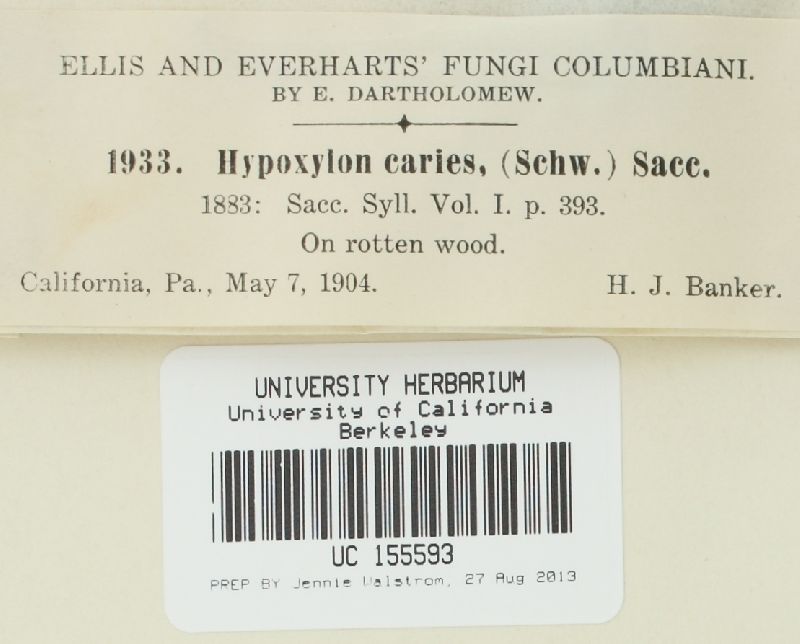 ELLIS AND EVERHARTS' FUNGI COLUMBIANI.
BY E. DARTHOLOMEW.
1933. Hypoxylon caries, (Schw.) Sacc.
1883: Sacc. Syll. Vol. I. p. 393.
On rotten wood.
California, Pa., May 7, 1904. H. J. Banker.
UNIVERSITY HERBARIUM
University of California
Berkeley
UC 155593
PREP BY Jennie Walstrom, 27 Aug 2013